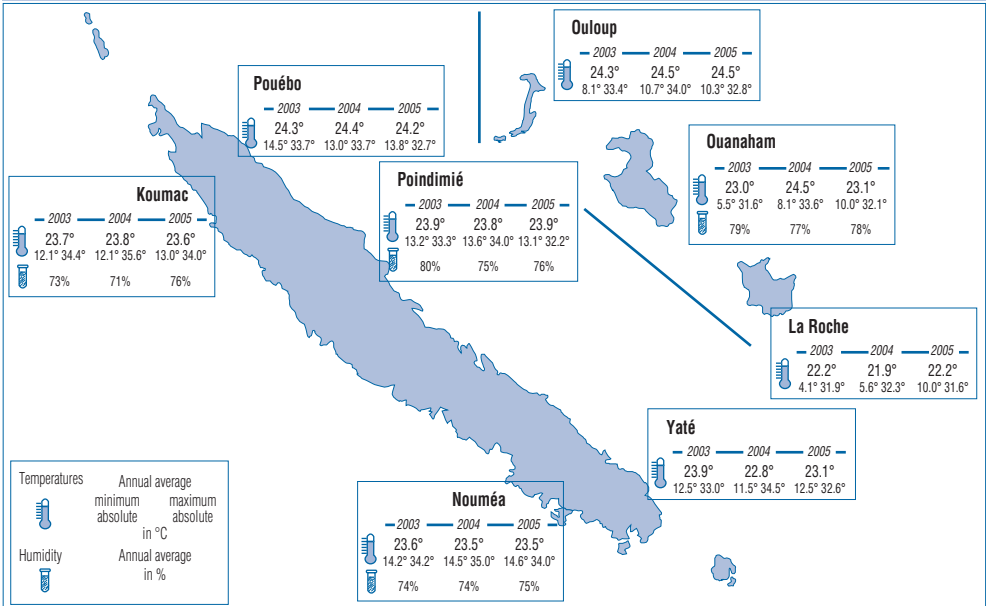 Ouloup
2003 2004 2005
24.3° 24.5° 24.5°
8.1° 33.4° 10.7° 34.0° 10.3° 32.8°
Pouébo
2003 2004 2005
24.3° 24.4° 24.2°
14.5° 33.7° 13.0° 33.7° 13.8° 32.7°
Ouanaham
2003 2004 2005
23.0° 24.5° 23.1°
5.5° 31.6° 8.1° 33.6° 10.0° 32.1°
79% 77% 78%
Poindimié
2003 2004 2005
23.9° 23.8° 23.9°
13.2° 33.3° 13.6° 34.0° 13.1° 32.2°
80% 75% 76%
Koumac
2003 2004 2005
23.7° 23.8° 23.6°
12.1° 34.4° 12.1° 35.6° 13.0° 34.0°
73% 71% 76%
La Roche
2003 2004 2005
22.2° 21.9° 22.2°
4.1° 31.9° 5.6° 32.3° 10.0° 31.6°
Yaté
2003 2004 2005
23.9° 22.8° 23.1°
12.5° 33.0° 11.5° 34.5° 12.5° 32.6°
Nouméa
2003 2004 2005
23.6° 23.5° 23.5°
14.2° 34.2° 14.5° 35.0° 14.6° 34.0°
74% 74% 75%
Temperatures Annual average
minimum maximum
absolute absolute
in °C
Humidity Annual average
in %